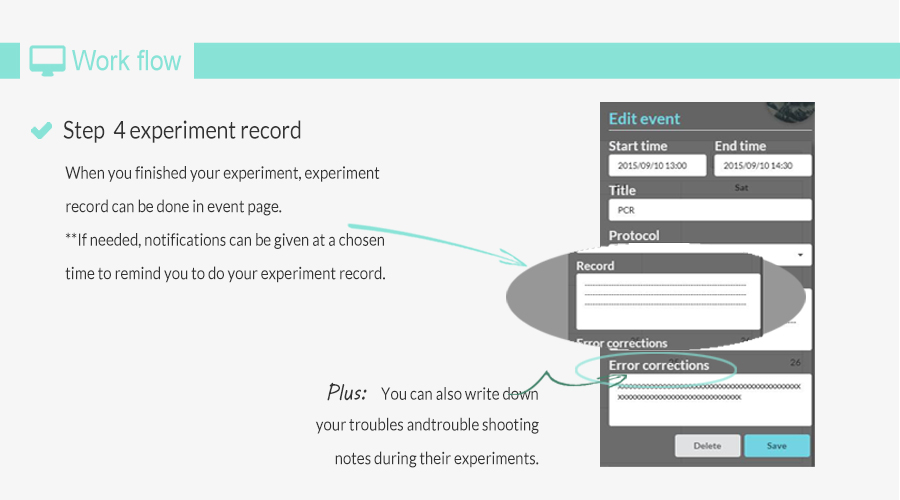 Work flow
Step 4 experiment record
When you finished your experiment, experiment
record can be done in event page.
**If needed, notifications can be given at a chosen
time to remind you to do your experiment record.
Plus: You can also write down
your troubles andtrouble shooting
notes during their experiments.
Edit event
Start time End time
2015/09/10 13:00 2015/09/10 14:30
Sat
Title
PCR
Protocol
Record
Error corrections
26
Error corrections
Delete Save